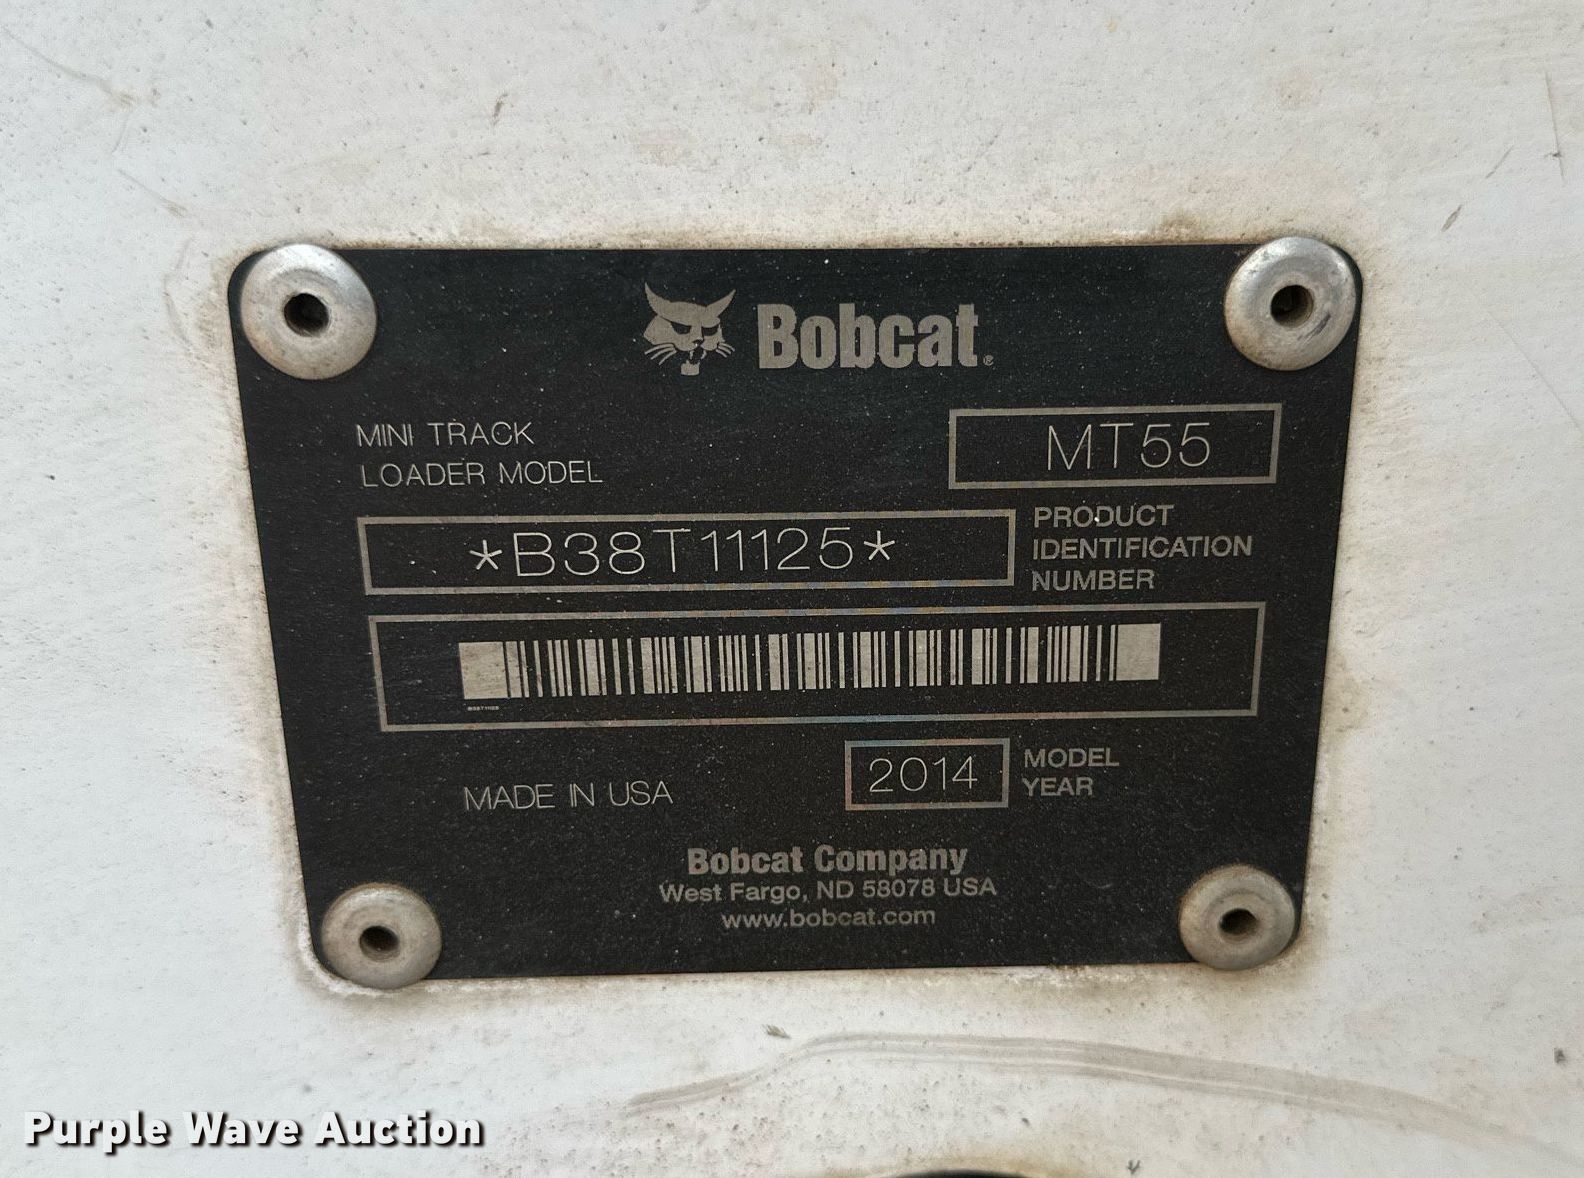 Bobcat®
MINI TRACK
LOADER MODEL
MT55
*B38T11125*
PRODUCT
IDENTIFICATION
NUMBER
B38T11125
MADE IN USA
2014
MODEL
YEAR
Bobcat Company
West Fargo, ND 58078 USA
www.bobcat.com
Purple Wave Auction